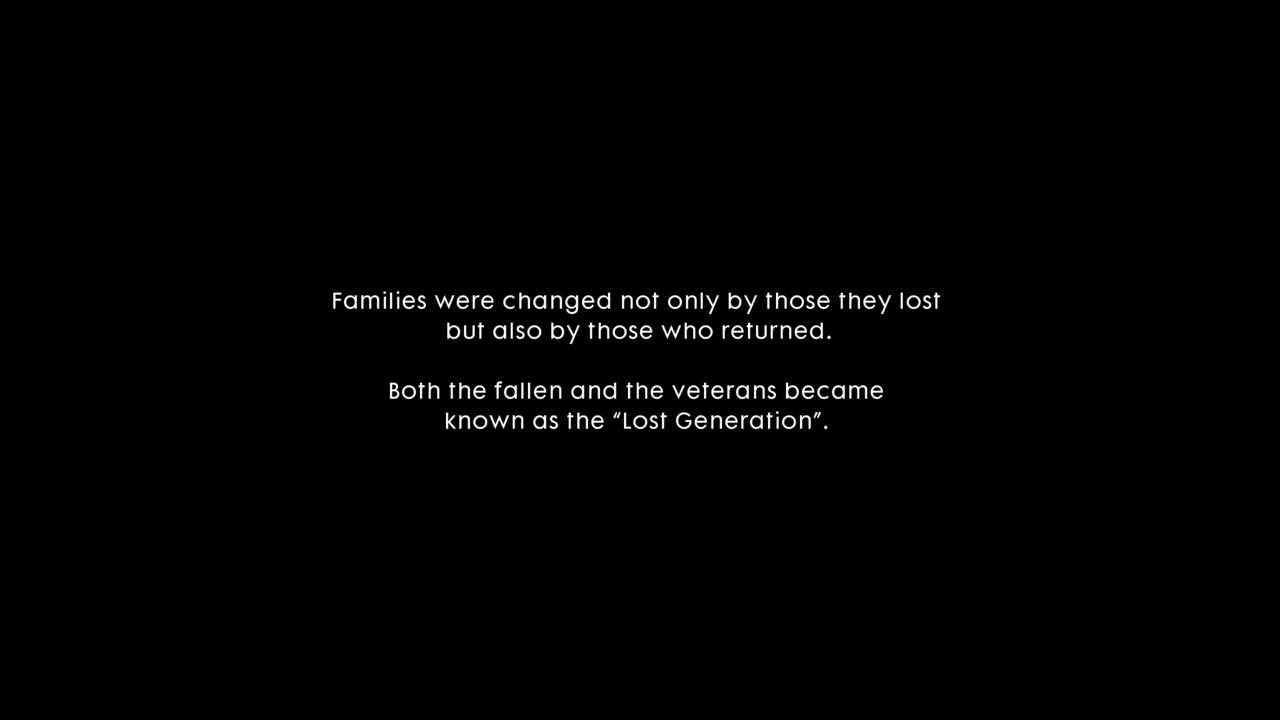 Families were changed not only by those they lost
but also by those who returned.
Both the fallen and the veterans became
known as the “Lost Generation”.